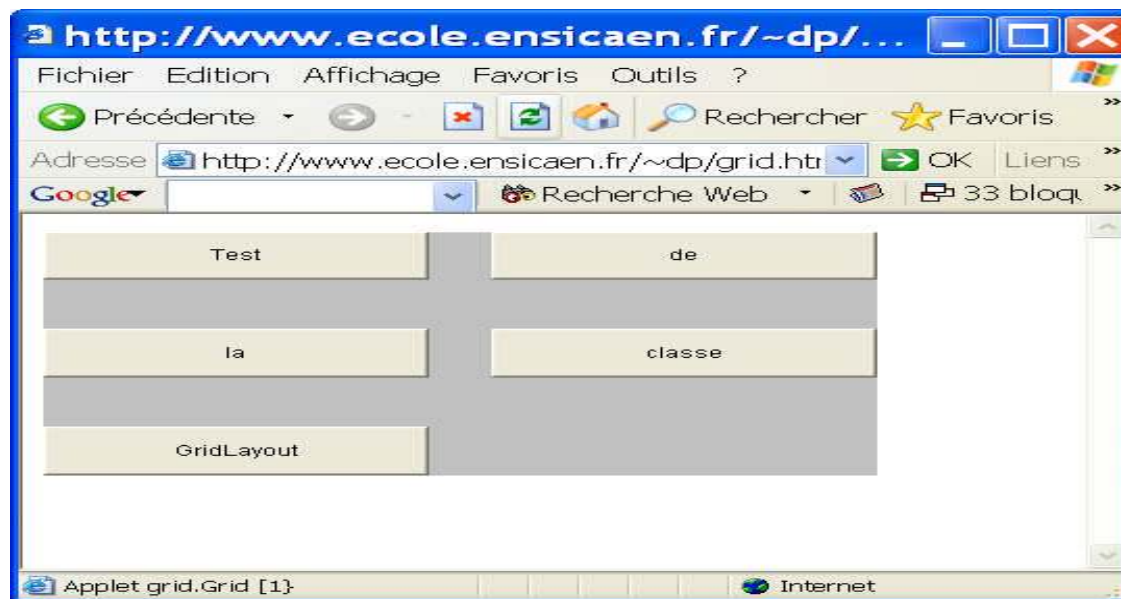 http://www.ecole.ensicaen.fr/~dp/...
Fichier Edition Affichage Favoris Outils ?
Précédente Rechercher Favoris »
Adresse http://www.ecole.ensicaen.fr/~dp/grid.htr OK Liens »
Google Recherche Web 33 bloqu »
Test de
la classe
GridLayout
Applet grid.Grid [1} Internet